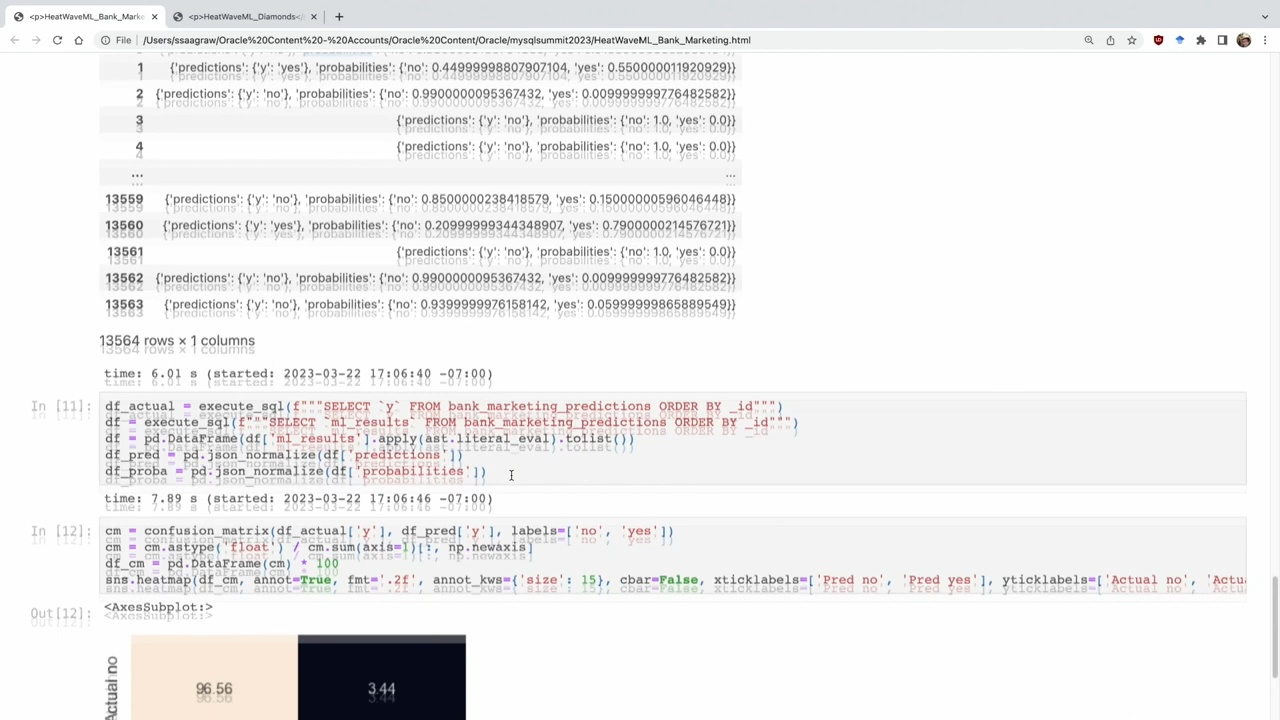 <p>HeatWaveML_Bank_Marke
<p>HeatWaveML_Diamonds</
File
/Users/ssaagraw/Oracle%20Content%20-%20Accounts/Oracle%20Content/Oracle/mysqlsummit2023/HeatWaveML_Bank_Marketing.html
1 {'predictions': {'y': 'yes'}, 'probabilities': {'no': 0.44999998807907104, 'yes': 0.550000011920929}}
2 {'predictions': {'y': 'no'}, 'probabilities': {'no': 0.9900000095367432, 'yes': 0.009999999776482582}}
3 {'predictions': {'y': 'no'}, 'probabilities': {'no': 1.0, 'yes': 0.0}}
4 {'predictions': {'y': 'no'}, 'probabilities': {'no': 1.0, 'yes': 0.0}}
... ...
13559 {'predictions': {'y': 'no'}, 'probabilities': {'no': 0.8500000238418579, 'yes': 0.15000000596046448}}
13560 {'predictions': {'y': 'yes'}, 'probabilities': {'no': 0.20999999344348907, 'yes': 0.7900000214576721}}
13561 {'predictions': {'y': 'no'}, 'probabilities': {'no': 1.0, 'yes': 0.0}}
13562 {'predictions': {'y': 'no'}, 'probabilities': {'no': 0.9900000095367432, 'yes': 0.009999999776482582}}
13563 {'predictions': {'y': 'no'}, 'probabilities': {'no': 0.9399999976158142, 'yes': 0.05999999865889549}}
13564 rows × 1 columns
time: 6.01 s (started: 2023-03-22 17:06:40 -07:00)
In [11]: df_actual = execute_sql(f"""SELECT `y` FROM bank_marketing_predictions ORDER BY _id""")
df = execute_sql(f"""SELECT `ml_results` FROM bank_marketing_predictions ORDER BY _id""")
df = pd.DataFrame(df['ml_results'].apply(ast.literal_eval).tolist())
df_pred = pd.json_normalize(df['predictions'])
df_proba = pd.json_normalize(df['probabilities'])
time: 7.89 s (started: 2023-03-22 17:06:46 -07:00)
In [12]: cm = confusion_matrix(df_actual['y'], df_pred['y'], labels=['no', 'yes'])
cm = cm.astype('float') / cm.sum(axis=1)[:, np.newaxis]
df_cm = pd.DataFrame(cm) * 100
sns.heatmap(df_cm, annot=True, fmt='.2f', annot_kws={'size': 15}, cbar=False, xticklabels=['Pred no', 'Pred yes'], yticklabels=['Actual no', 'Actu
Out[12]: <AxesSubplot:>
Actual no
96.56 3.44